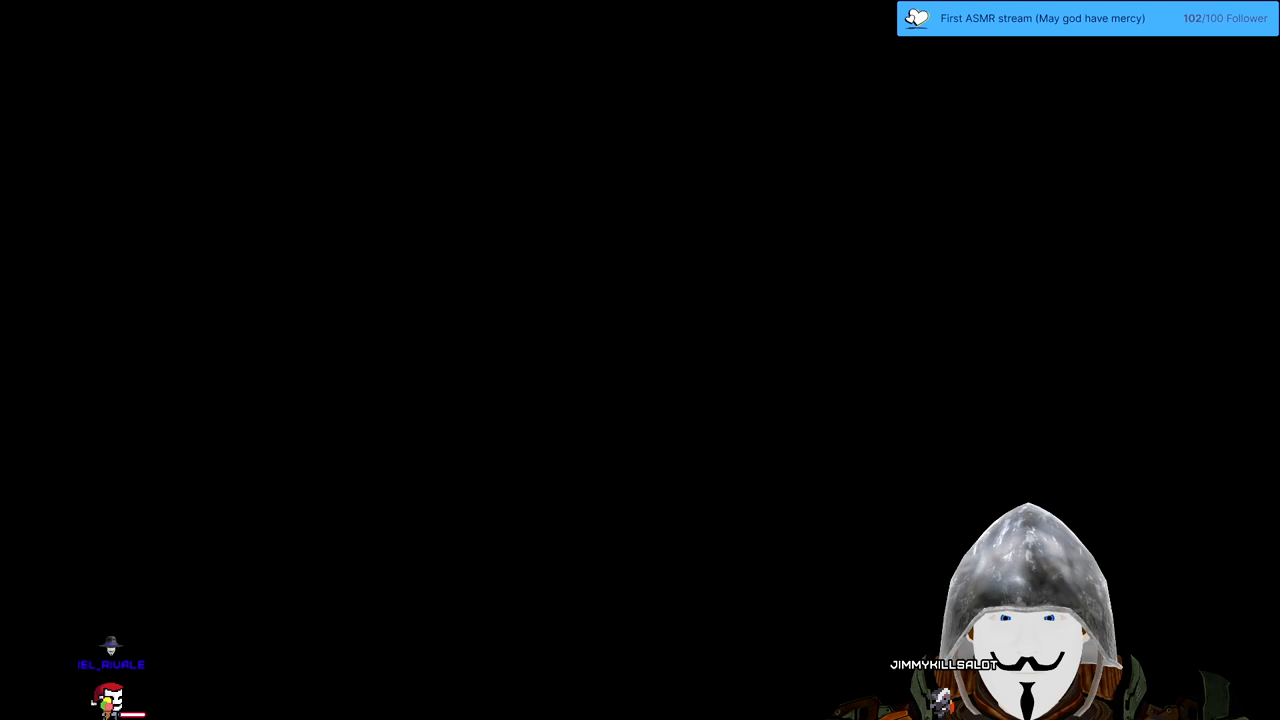 First ASMR stream (May god have mercy) 102/100 Follower
IEL_RIVALE
JIMMYKILLSALOT